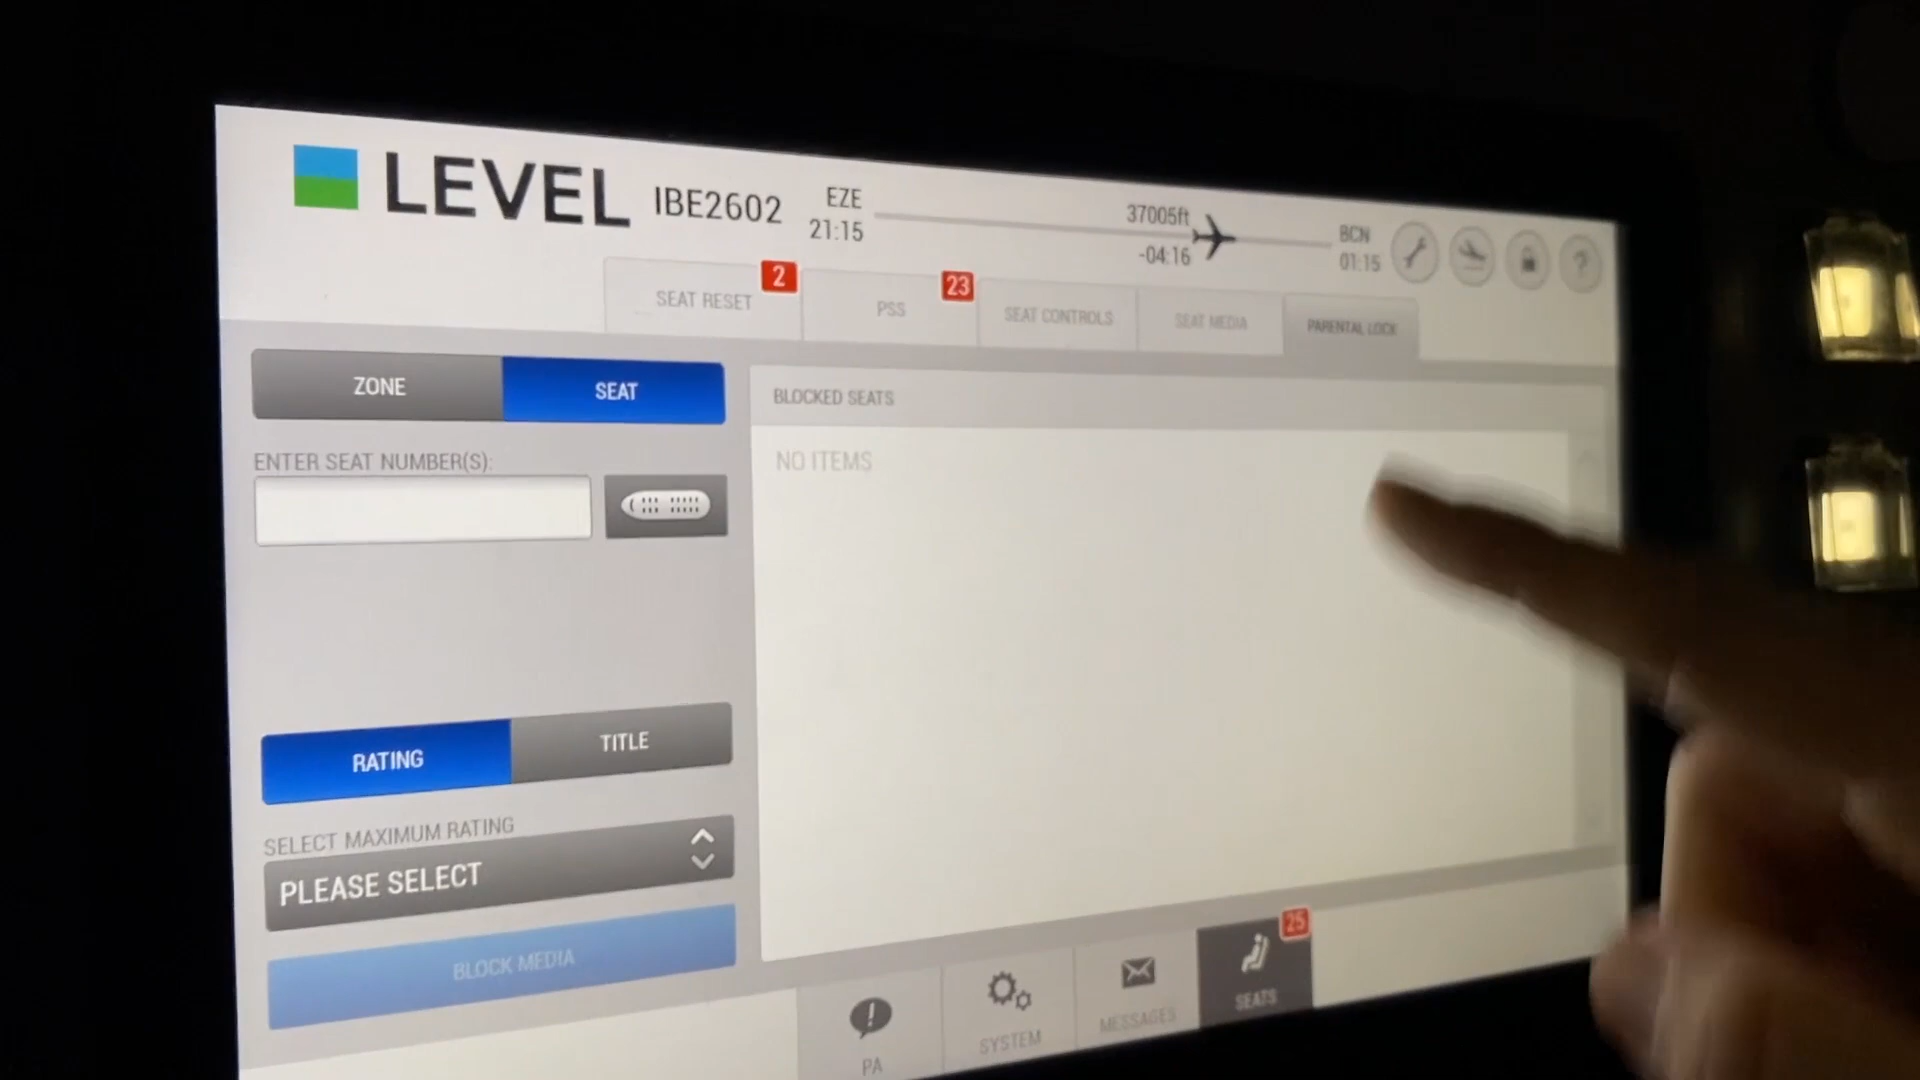 LEVEL
IBE2602
EZE
21:15
37005ft
-04:16
BCN
01:15
?
SEAT RESET
2
PSS
23
SEAT CONTROLS
SEAT MEDIA
PARENTAL LOCK
ZONE
SEAT
ENTER SEAT NUMBER(S):
BLOCKED SEATS
NO ITEMS
RATING
TITLE
SELECT MAXIMUM RATING
PLEASE SELECT
BLOCK MEDIA
PA
SYSTEM
MESSAGES
SEATS
25